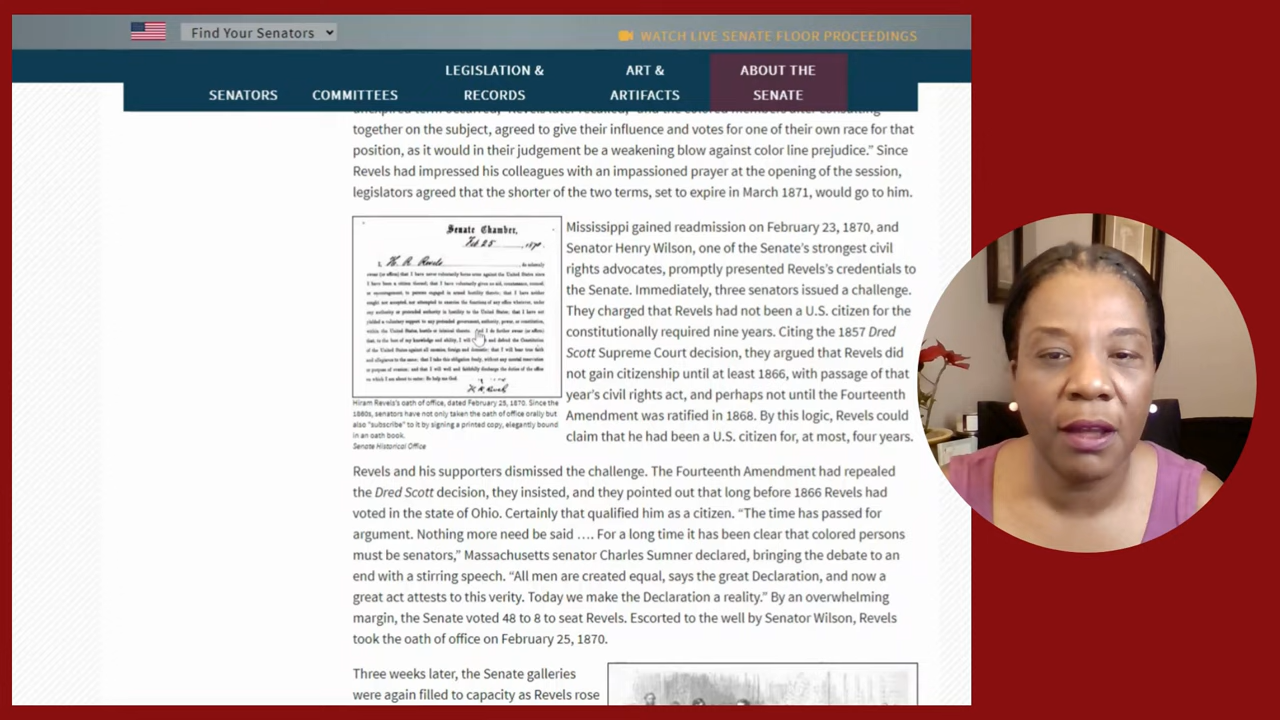 Find Your Senators
WATCH LIVE SENATE FLOOR PROCEEDINGS
SENATORS
COMMITTEES
LEGISLATION &
RECORDS
ART &
ARTIFACTS
ABOUT THE
SENATE
together on the subject, agreed to give their influence and votes for one of their own race for that
position, as it would in their judgement be a weakening blow against color line prejudice.” Since
Revels had impressed his colleagues with an impassioned prayer at the opening of the session,
legislators agreed that the shorter of the two terms, set to expire in March 1871, would go to him.
Senate Chamber,
Feb 25
I, H. R. Revels
Hiram Revels's oath of office, dated February 25, 1870. Since the
1860s, senators have not only taken the oath of office orally but
also "subscribe" to it by signing a printed copy, elegantly bound
in an oath book.
Senate Historical Office
Mississippi gained readmission on February 23, 1870, and
Senator Henry Wilson, one of the Senate's strongest civil
rights advocates, promptly presented Revels's credentials to
the Senate. Immediately, three senators issued a challenge.
They charged that Revels had not been a U.S. citizen for the
constitutionally required nine years. Citing the 1857 Dred
Scott Supreme Court decision, they argued that Revels did
not gain citizenship until at least 1866, with passage of that
year's civil rights act, and perhaps not until the Fourteenth
Amendment was ratified in 1868. By this logic, Revels could
claim that he had been a U.S. citizen for, at most, four years.
Revels and his supporters dismissed the challenge. The Fourteenth Amendment had repealed
the Dred Scott decision, they insisted, and they pointed out that long before 1866 Revels had
voted in the state of Ohio. Certainly that qualified him as a citizen. “The time has passed for
argument. Nothing more need be said …. For a long time it has been clear that colored persons
must be senators,” Massachusetts senator Charles Sumner declared, bringing the debate to an
end with a stirring speech. “All men are created equal, says the great Declaration, and now a
great act attests to this verity. Today we make the Declaration a reality.” By an overwhelming
margin, the Senate voted 48 to 8 to seat Revels. Escorted to the well by Senator Wilson, Revels
took the oath of office on February 25, 1870.
Three weeks later, the Senate galleries
were again filled to capacity as Revels rose